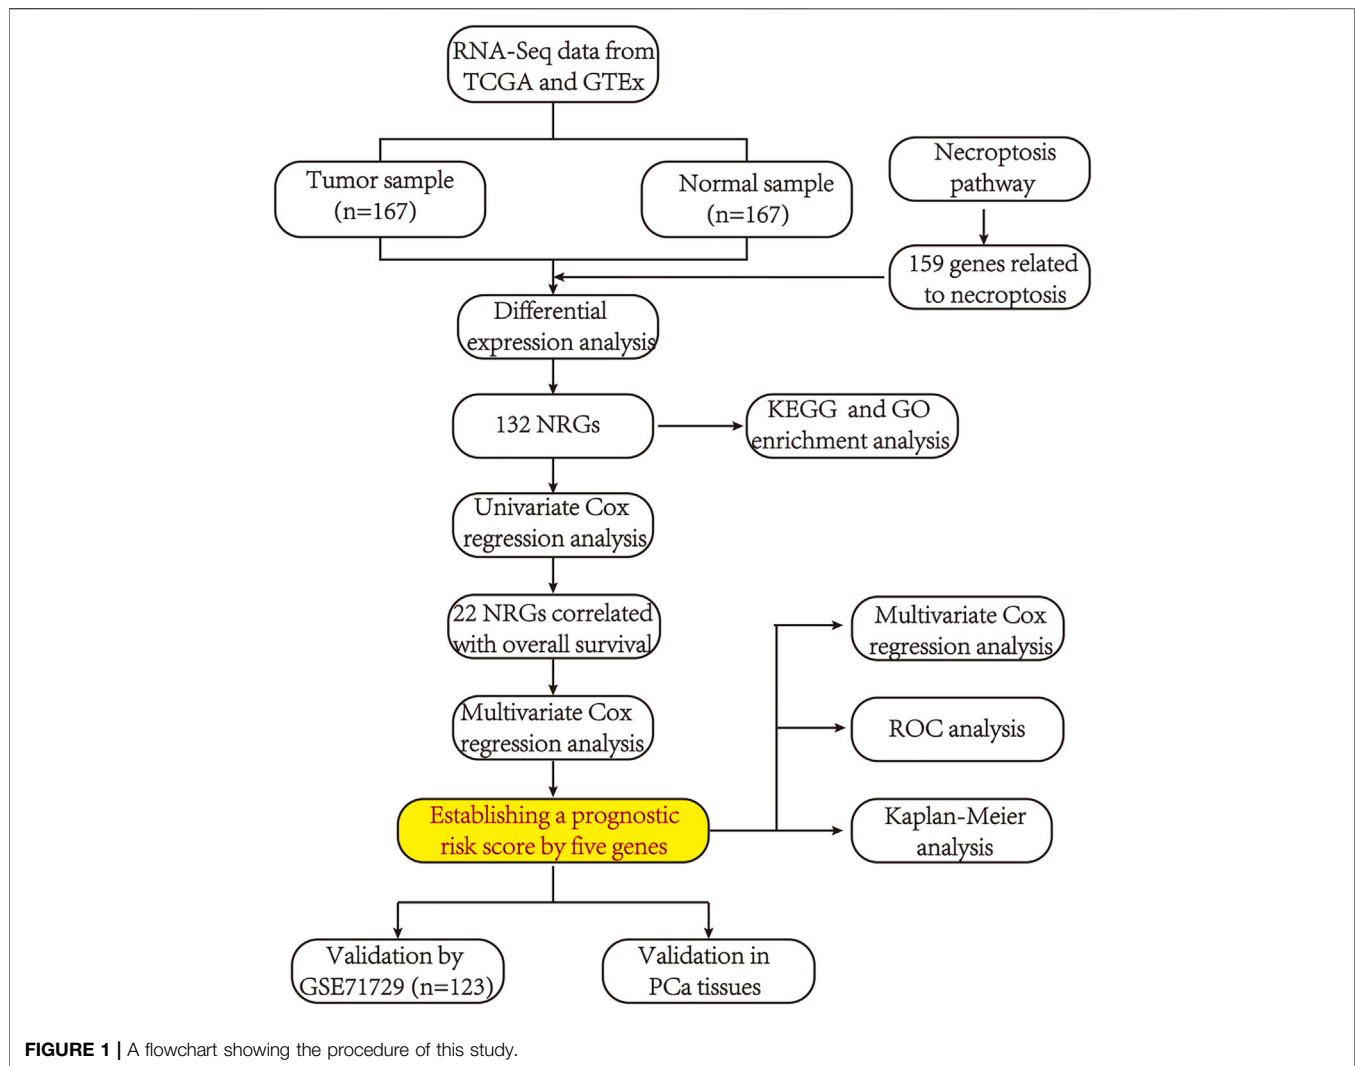 RNA-Seq data from
TCGA and GTEx
Tumor sample
(n=167)
Normal sample
(n=167)
Necroptosis
pathway
159 genes related
to necroptosis
Differential
expression analysis
132 NRGs
KEGG and GO
enrichment analysis
Univariate Cox
regression analysis
22 NRGs correlated
with overall survival
Multivariate Cox
regression analysis
Establishing a prognostic
risk score by five genes
Multivariate Cox
regression analysis
ROC analysis
Kaplan-Meier
analysis
Validation by
GSE71729 (n=123)
Validation in
PCa tissues
FIGURE 1 | A flowchart showing the procedure of this study.